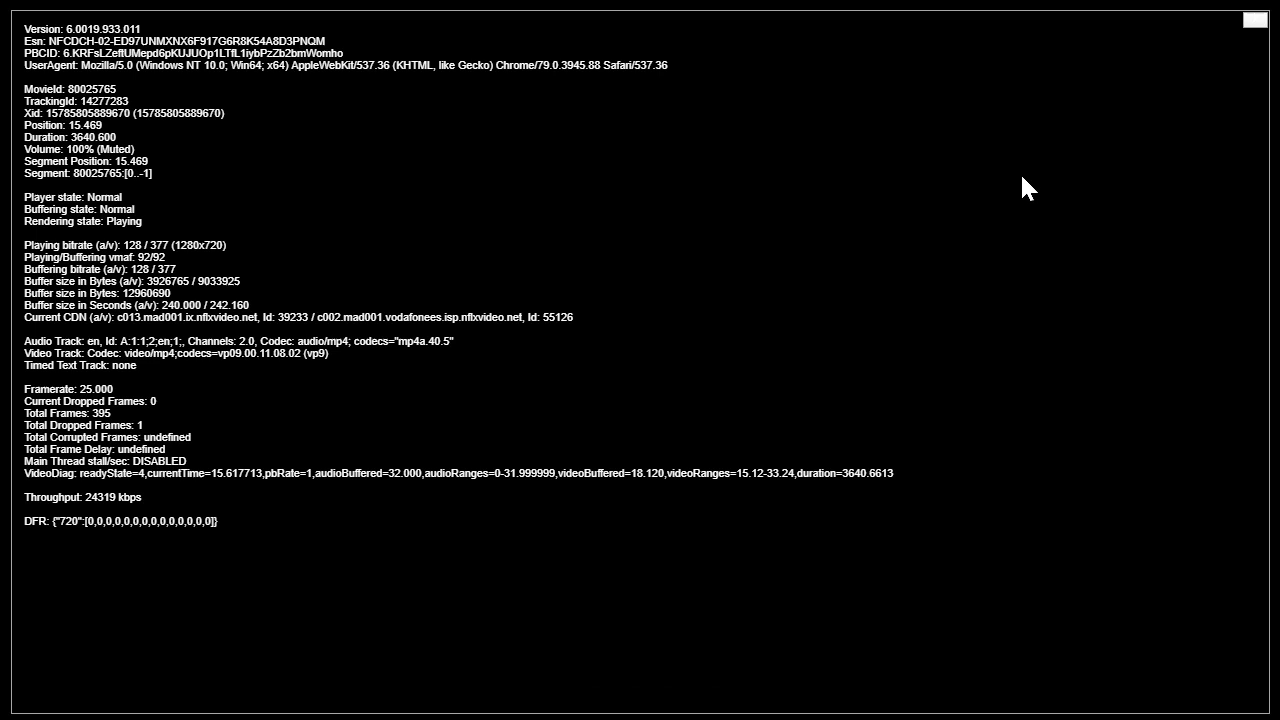 Version: 6.0019.933.011
Esn: NFCDCH-02-ED97UNMXNX6F917G6R8K54A8D3PNQM
PBCID: 6.KRFsLZeftUMepd6pKUJUOp1LTfL1iybPzZb2bmWomho
UserAgent: Mozilla/5.0 (Windows NT 10.0; Win64; x64) AppleWebKit/537.36 (KHTML, like Gecko) Chrome/79.0.3945.88 Safari/537.36
MovieId: 80025765
TrackingId: 14277283
Xid: 15785805889670 (15785805889670)
Position: 15.469
Duration: 3640.600
Volume: 100% (Muted)
Segment Position: 15.469
Segment: 80025765:[0..-1]
Player state: Normal
Buffering state: Normal
Rendering state: Playing
Playing bitrate (a/v): 128 / 377 (1280x720)
Playing/Buffering vmaf: 92/92
Buffering bitrate (a/v): 128 / 377
Buffer size in Bytes (a/v): 3926765 / 9033925
Buffer size in Bytes: 12960690
Buffer size in Seconds (a/v): 240.000 / 242.160
Current CDN (a/v): c013.mad001.ix.nflxvideo.net, Id: 39233 / c002.mad001.vodafonees.isp.nflxvideo.net, Id: 55126
Audio Track: en, Id: A:1:1;2;en;1;, Channels: 2.0, Codec: audio/mp4; codecs="mp4a.40.5"
Video Track: Codec: video/mp4;codecs=vp09.00.11.08.02 (vp9)
Timed Text Track: none
Framerate: 25.000
Current Dropped Frames: 0
Total Frames: 395
Total Dropped Frames: 1
Total Corrupted Frames: undefined
Total Frame Delay: undefined
Main Thread stall/sec: DISABLED
VideoDiag: readyState=4,currentTime=15.617713,pbRate=1,audioBuffered=32.000,audioRanges=0-31.999999,videoBuffered=18.120,videoRanges=15.12-33.24,duration=3640.6613
Throughput: 24319 kbps
DFR: {"720":[0,0,0,0,0,0,0,0,0,0,0,0,0,0]}